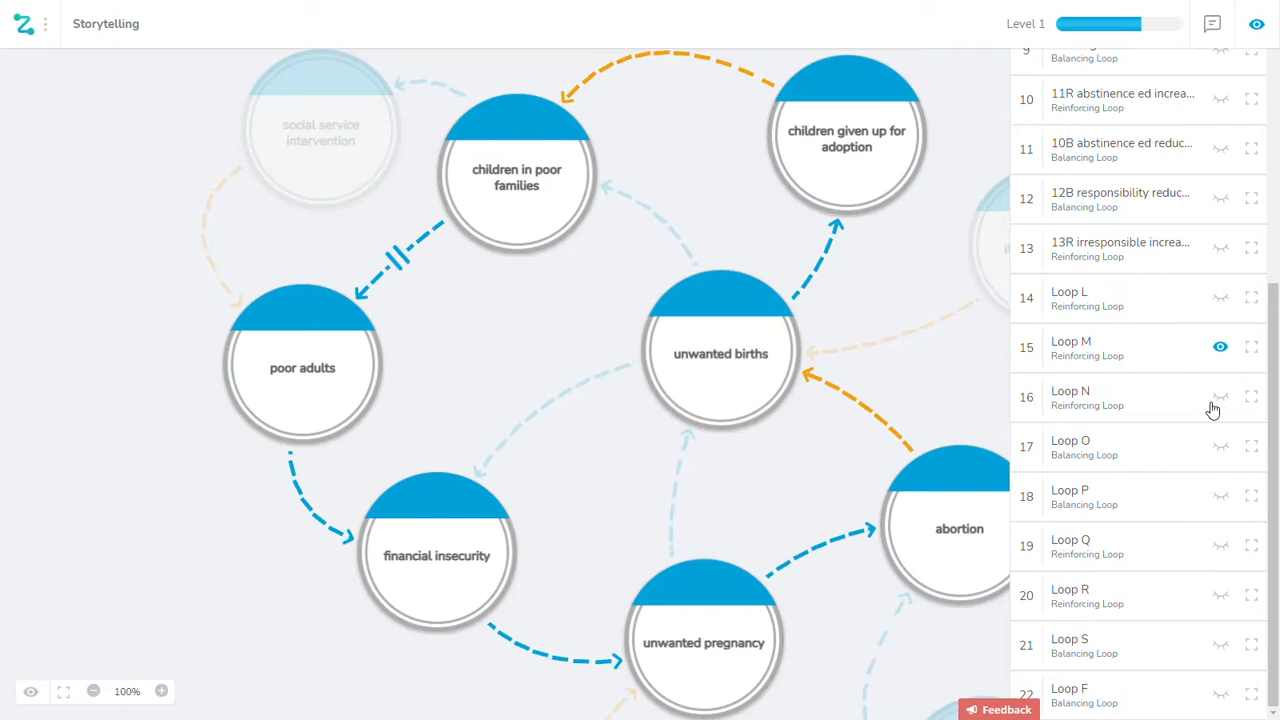 Storytelling
Level 1
social service
intervention
children in poor
families
children given up for
adoption
poor adults
unwanted births
financial insecurity
abortion
unwanted pregnancy
100%
9
Balancing Loop
10
11R abstinence ed increa...
Reinforcing Loop
11
10B abstinence ed reduc...
Balancing Loop
12
12B responsibility reduc...
Balancing Loop
13
13R irresponsible increa...
Reinforcing Loop
14
Loop L
Reinforcing Loop
15
Loop M
Reinforcing Loop
16
Loop N
Reinforcing Loop
17
Loop O
Balancing Loop
18
Loop P
Balancing Loop
19
Loop Q
Reinforcing Loop
20
Loop R
Reinforcing Loop
21
Loop S
Balancing Loop
22
Loop F
Balancing Loop
Feedback